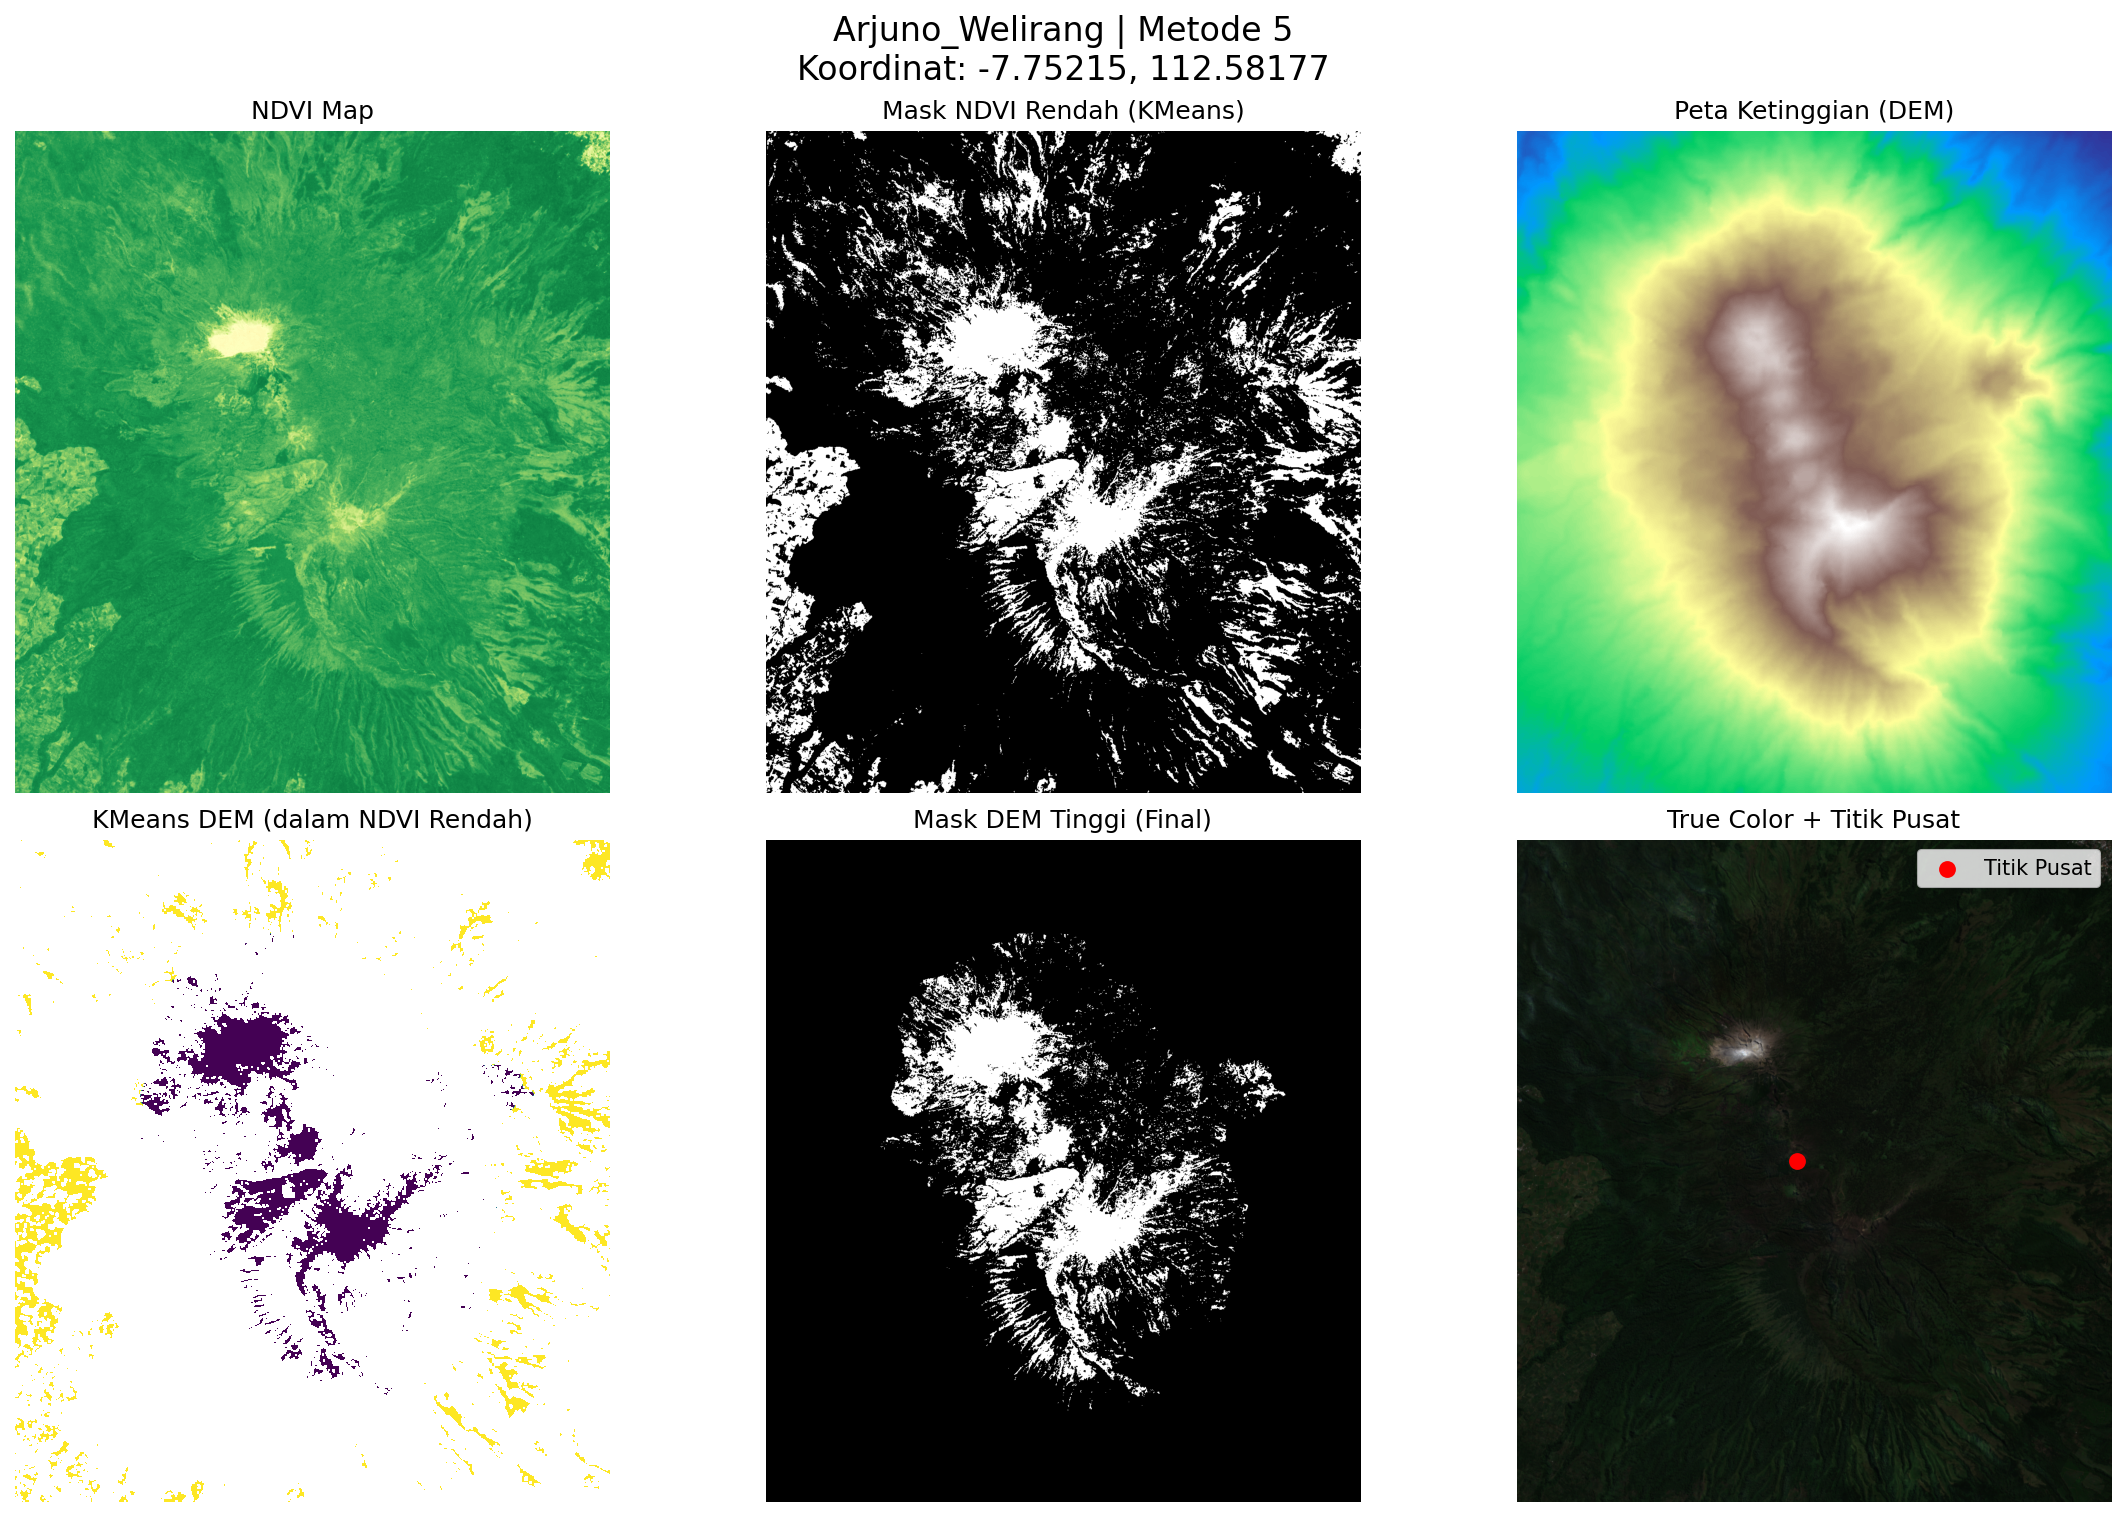 Arjuno_Welirang | Metode 5
Koordinat: -7.75215, 112.58177
NDVI Map
Mask NDVI Rendah (KMeans)
Peta Ketinggian (DEM)
KMeans DEM (dalam NDVI Rendah)
Mask DEM Tinggi (Final)
True Color + Titik Pusat
Titik Pusat